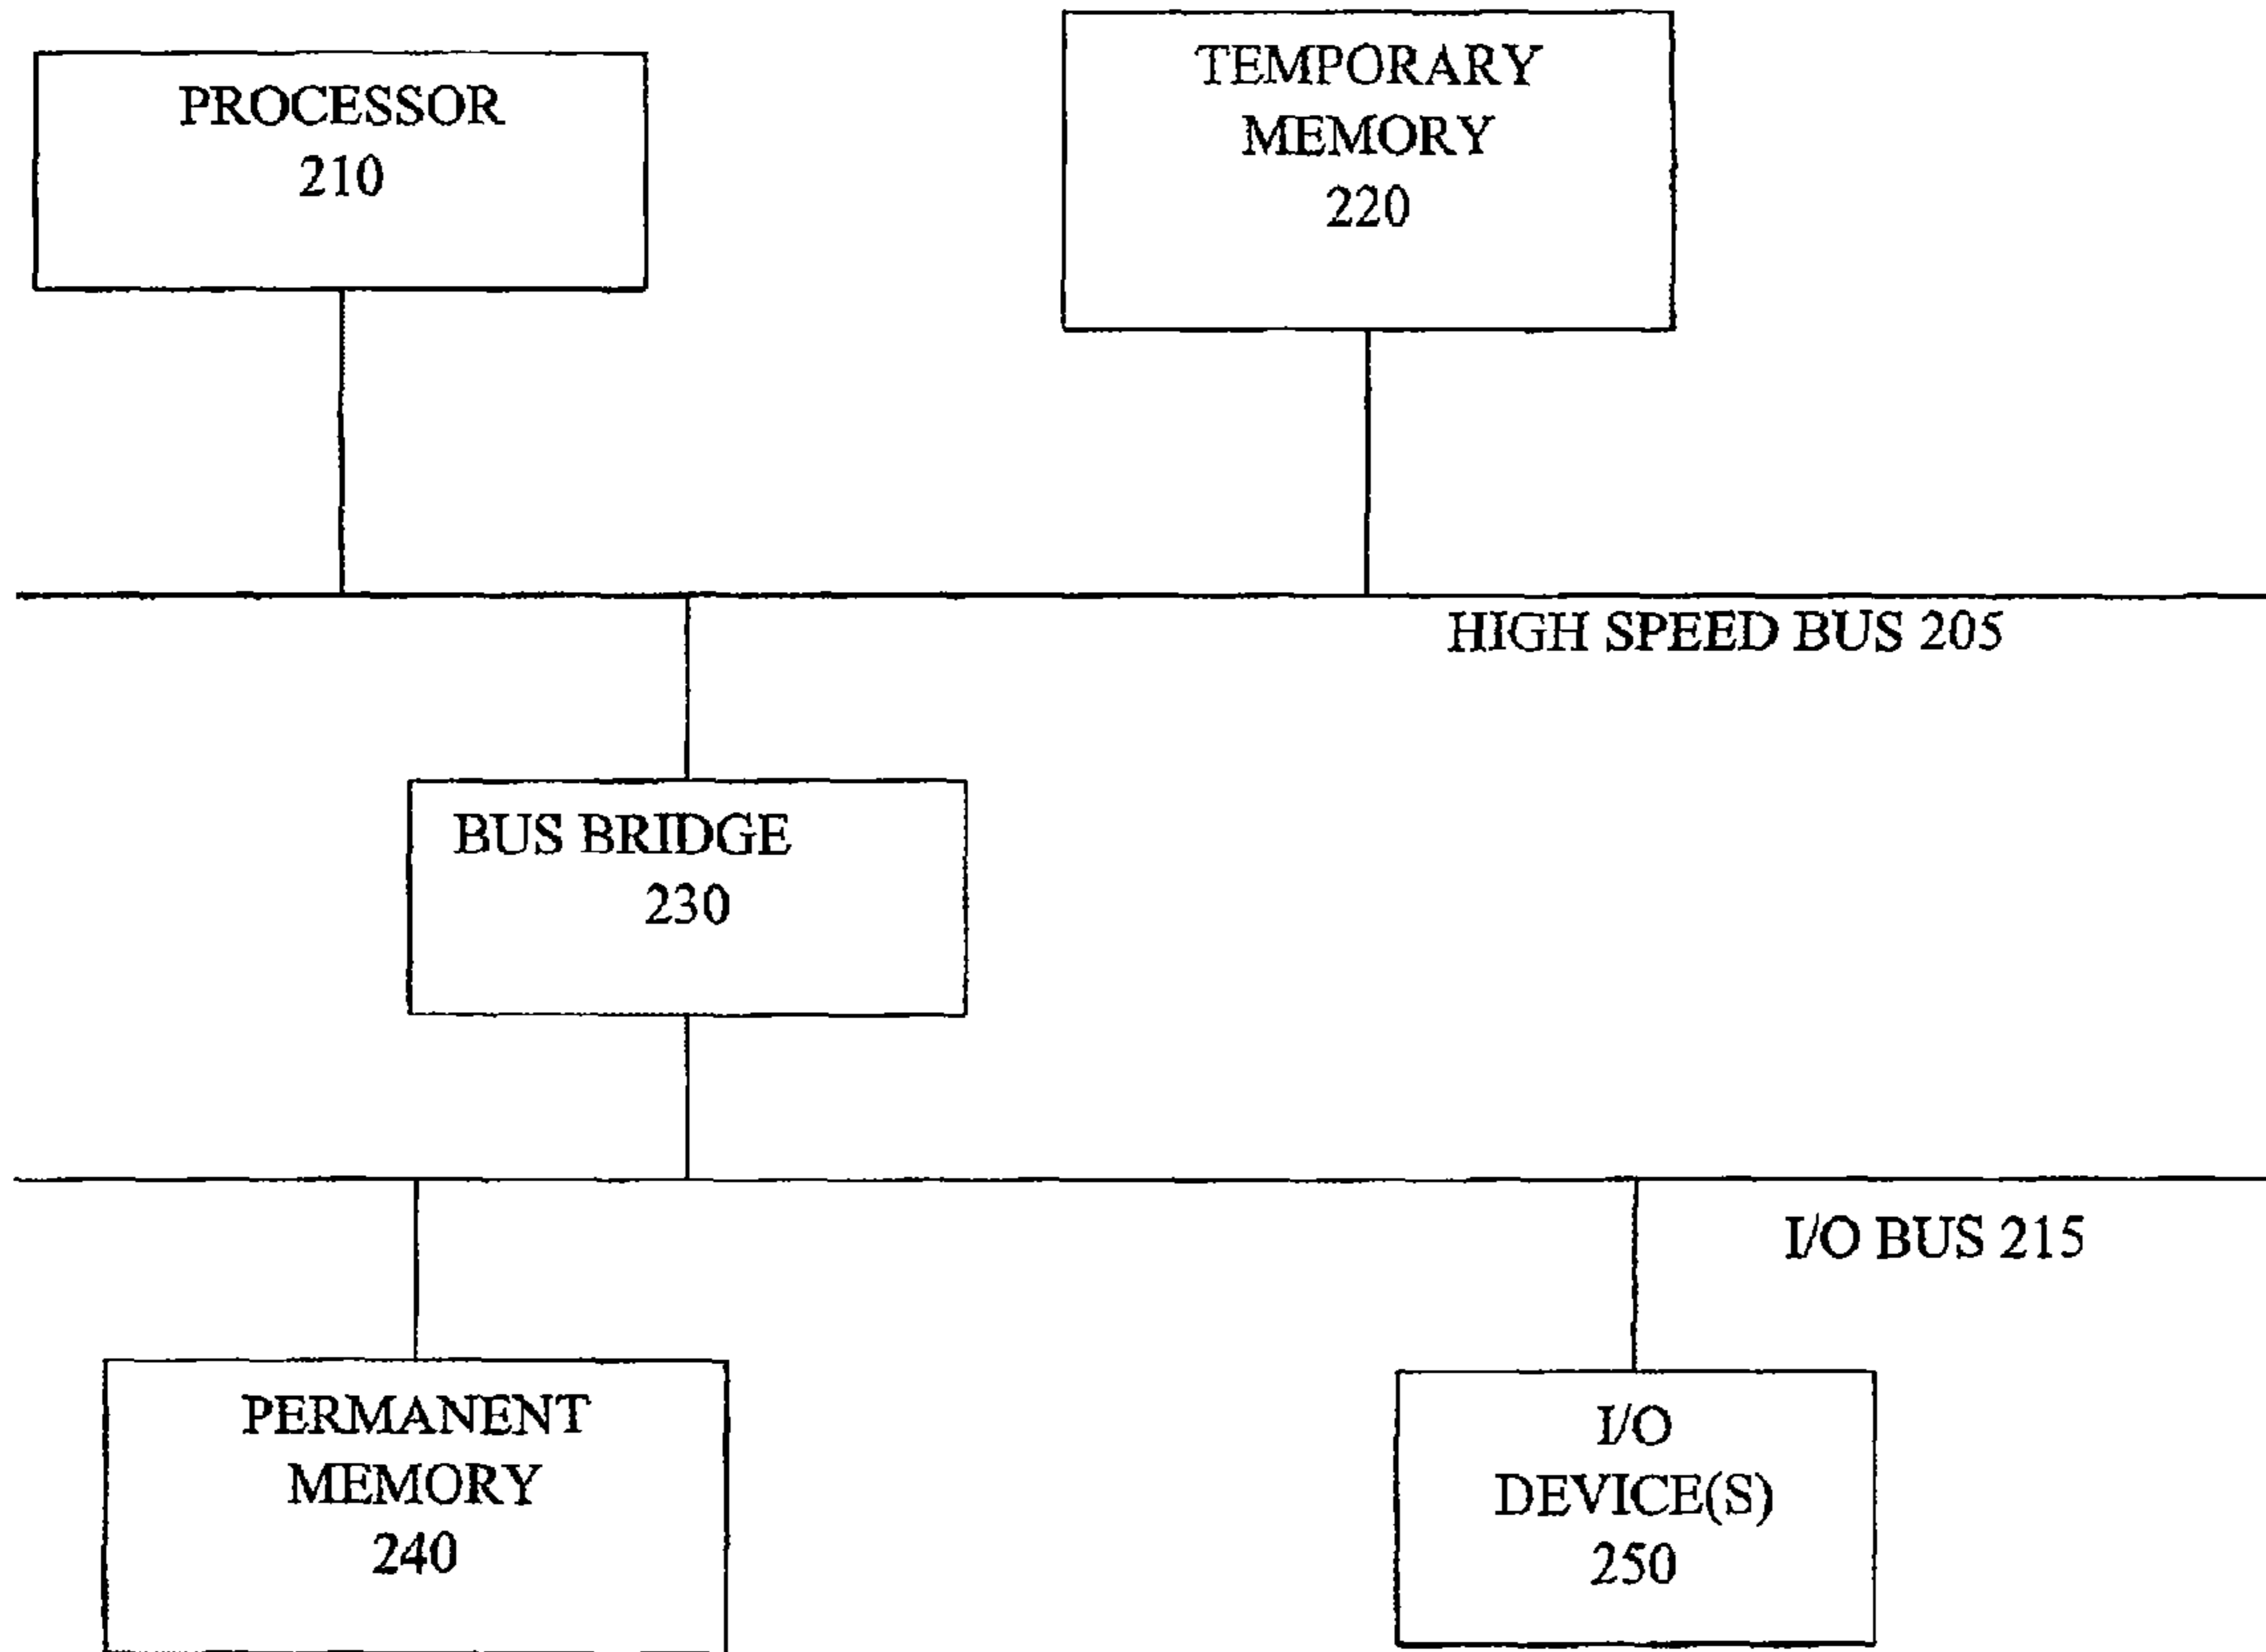 PROCESSOR
210
TEMPORARY
MEMORY
220
HIGH SPEED BUS 205
BUS BRIDGE
230
I/O BUS 215
PERMANENT
MEMORY
240
I/O
DEVICE(S)
250